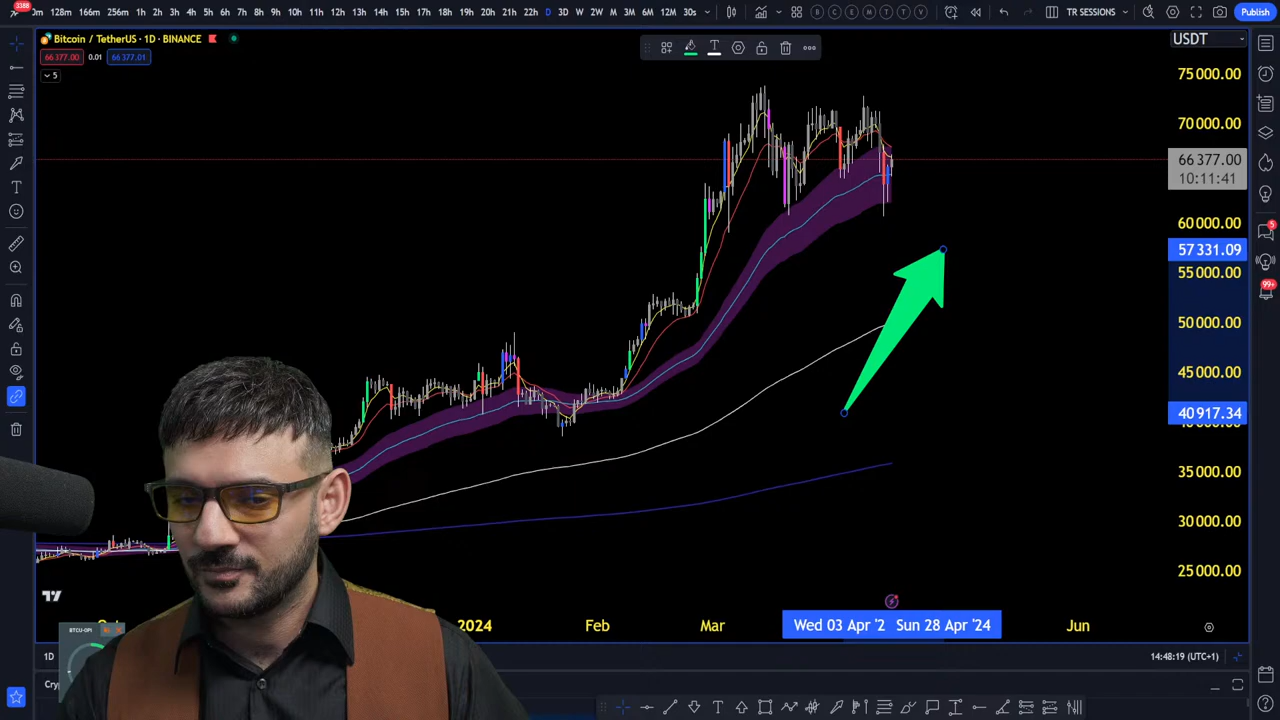 3388
m 128m 166m 256m 1h 2h 3h 4h 5h 6h 7h 8h 9h 10h 11h 12h 13h 14h 15h 19h 20h 21h 22h D 3D W 2W M 3M 6M 12M 30s
B C E M A T V
TR SESSIONS
Publish
Bitcoin / TetherUS · 1D · BINANCE
66 377.00 0.01 66 377.01
5
USDT
75 000.00
70 000.00
66 377.00
10:11:41
60 000.00
57 331.09
55 000.00
50 000.00
45 000.00
40 917.34
35 000.00
30 000.00
25 000.00
5
99+
BTCU-OPI
2024 Feb Mar Wed 03 Apr '2 Sun 28 Apr '24 Jun
1D
14:48:19 (UTC+1)